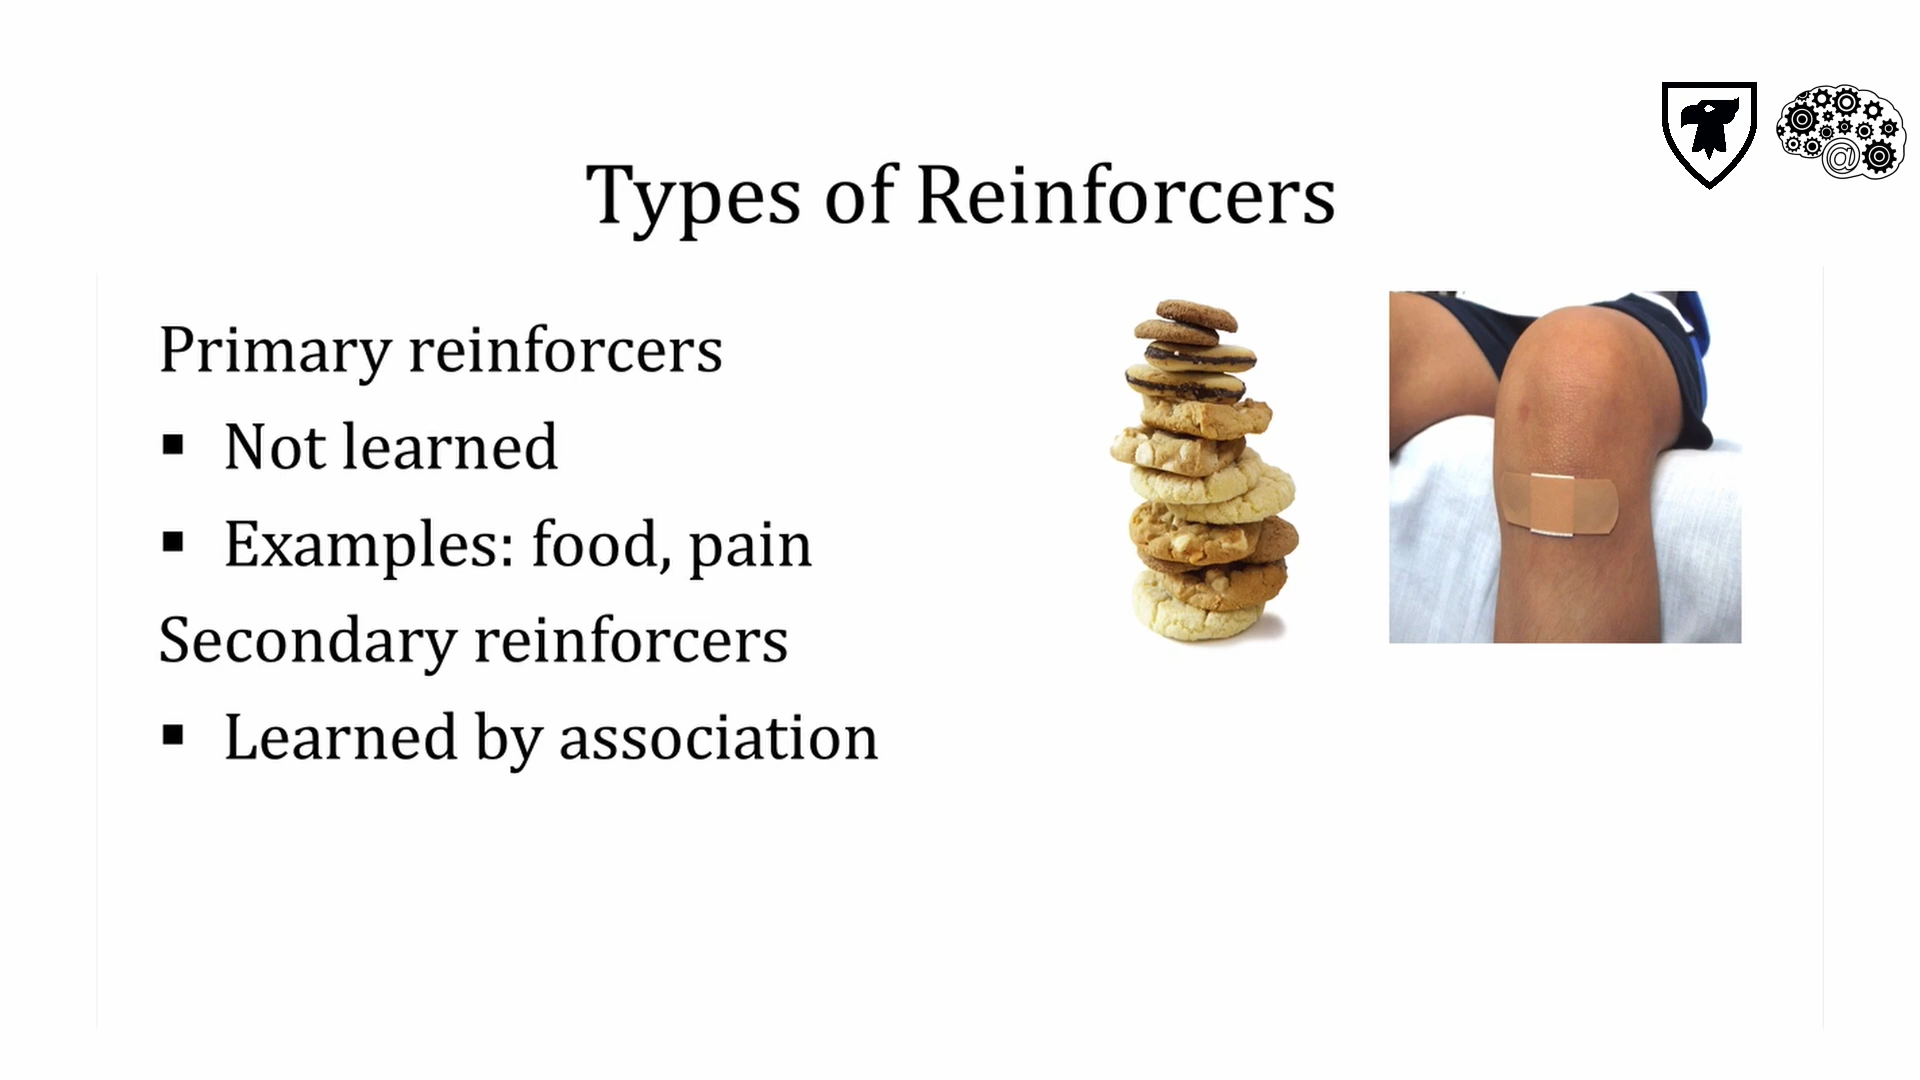 Types of Reinforcers
Primary reinforcers
▪ Not learned
▪ Examples: food, pain
Secondary reinforcers
▪ Learned by association
@